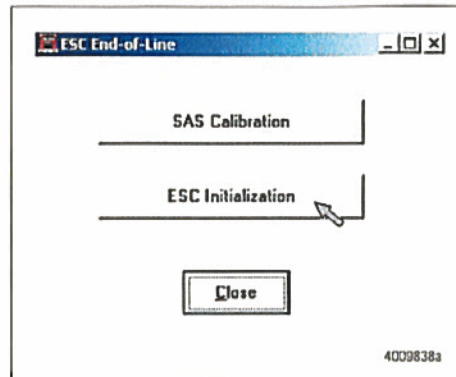 ESC End-of-Line
SAS Calibration
ESC Initialization
Close
4009838a